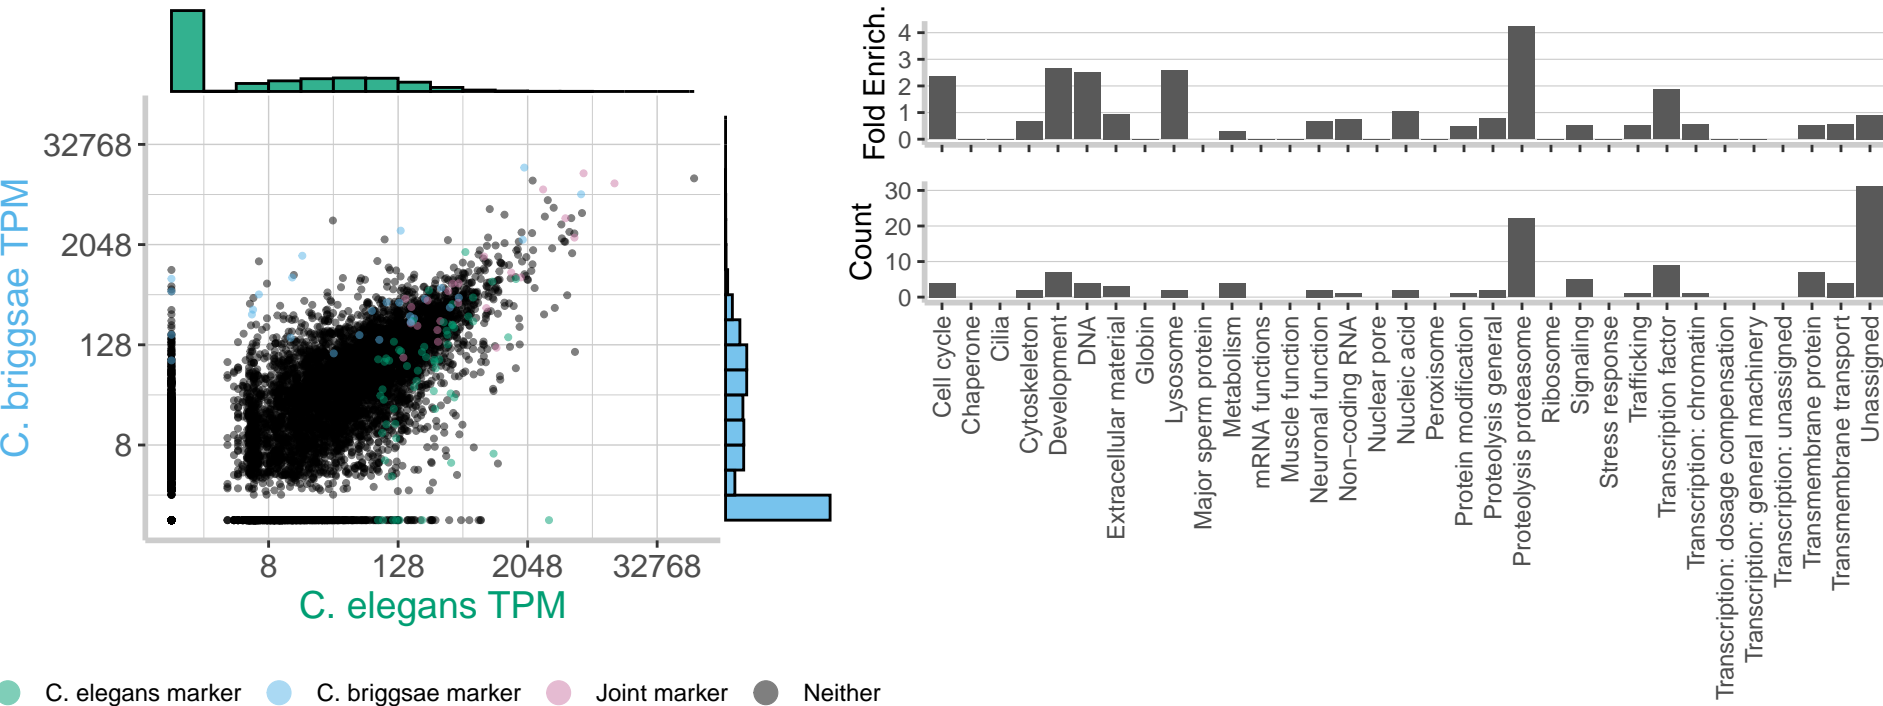 32768
2048
128
8
C. briggsae TPM
8
128
2048
32768
C. elegans TPM
C. elegans marker
C. briggsae marker
Joint marker
Neither
Fold Enrich.
4
3
2
1
0
Count
30
20
10
0
Cell cycle
Chaperone
Cilia
Cytoskeleton
Development
DNA
Extracellular material
Globin
Lysosome
Major sperm protein
Metabolism
mRNA functions
Muscle function
Neuronal function
Non−coding RNA
Nuclear pore
Nucleic acid
Peroxisome
Protein modification
Proteolysis general
Proteolysis proteasome
Ribosome
Signaling
Stress response
Trafficking
Transcription factor
Transcription: chromatin
Transcription: dosage compensation
Transcription: general machinery
Transcription: unassigned
Transmembrane protein
Transmembrane transport
Unassigned